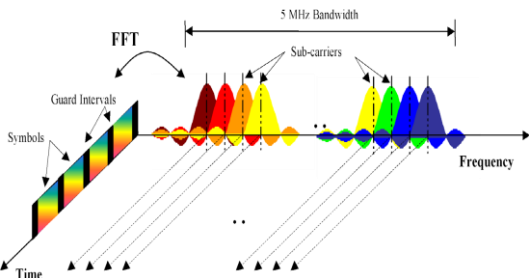 5 MHz Bandwidth
FFT
Sub-carriers
Guard Intervals
Symbols
Frequency
Time